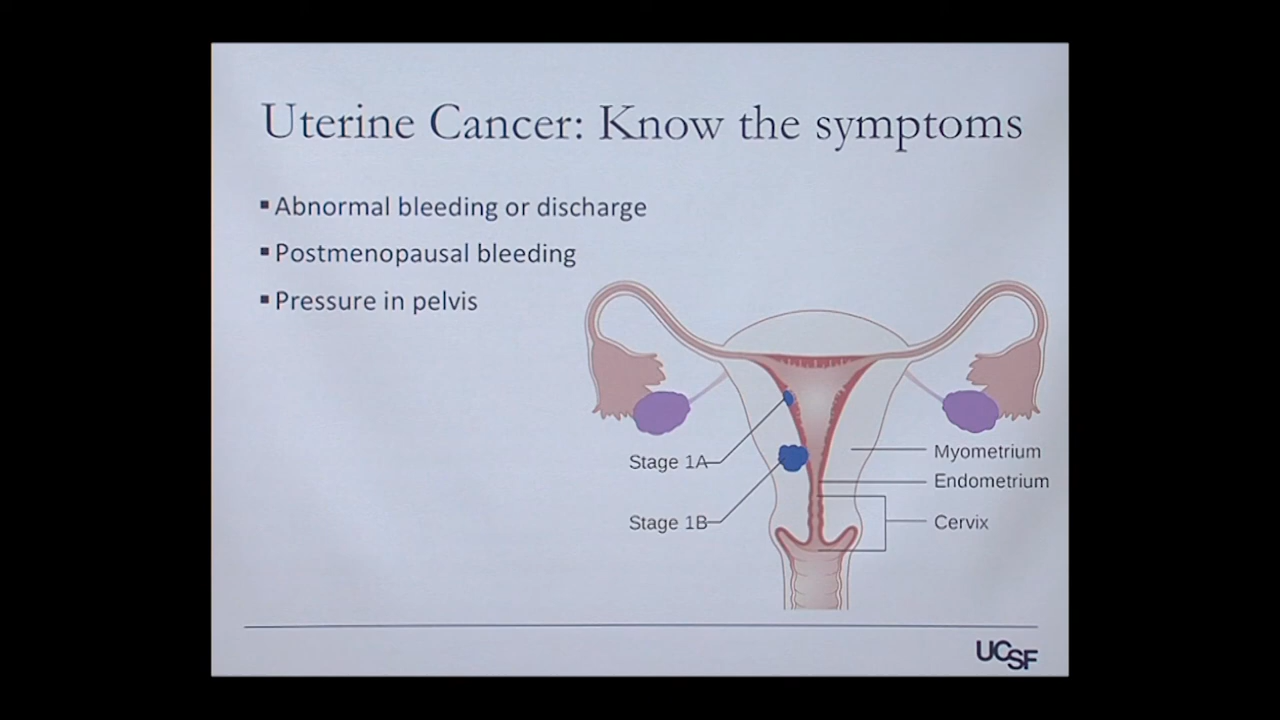 Uterine Cancer: Know the symptoms
▪ Abnormal bleeding or discharge
▪ Postmenopausal bleeding
▪ Pressure in pelvis
Stage 1A
Stage 1B
Myometrium
Endometrium
Cervix
UCSF